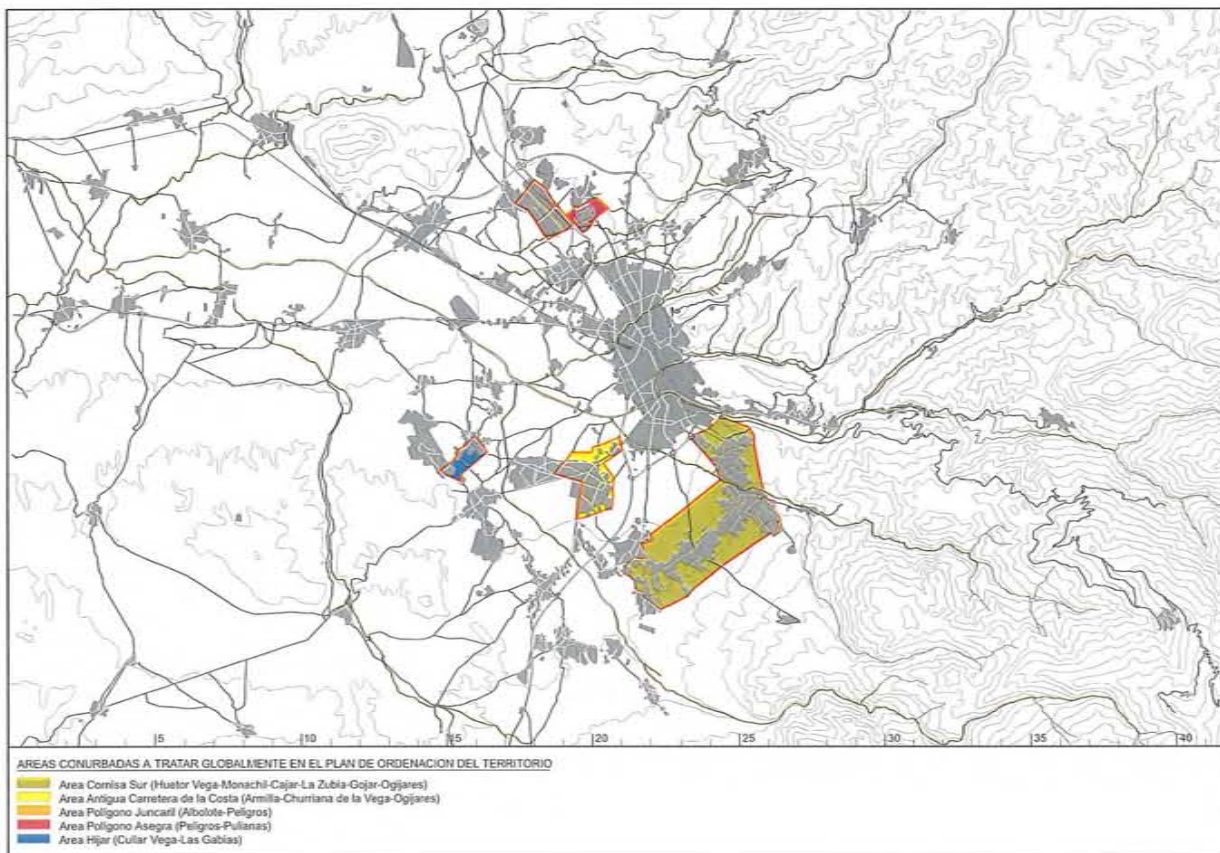 5 10 15 20 25 30 35 40
AREAS CONURBADAS A TRATAR GLOBALMENTE EN EL PLAN DE ORDENACION DEL TERRITORIO
Area Cornisa Sur (Huetor Vega-Monachil-Cajar-La Zubia-Gojar-Ogijares)
Area Antigua Carretera de la Costa (Armilla-Churriana de la Vega-Ogijares)
Area Polígono Juncaril (Albolote-Peligros)
Area Polígono Asegra (Peligros-Pulianas)
Area Hijar (Cullar Vega-Las Gabias)